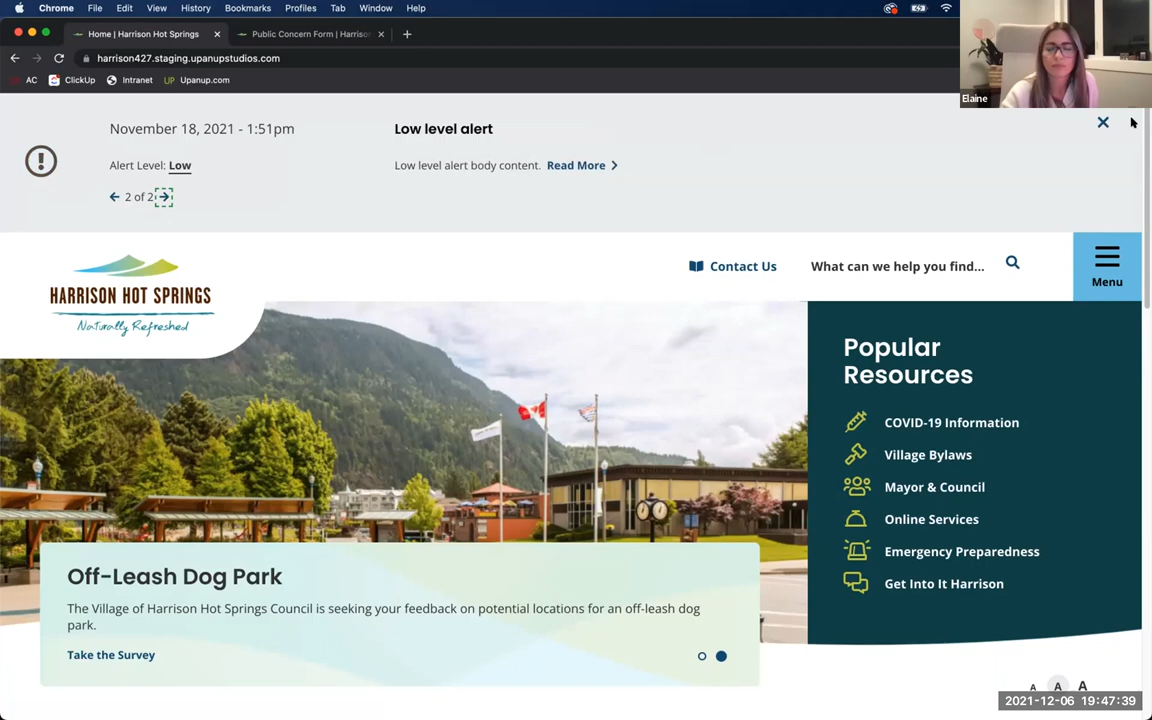 Chrome File Edit View History Bookmarks Profiles Tab Window Help
Home | Harrison Hot Springs
Public Concern Form | Harriso
harrison427.staging.upanupstudios.com
AC ClickUp Intranet UP Upanup.com
Elaine
November 18, 2021 - 1:51pm
Low level alert
Alert Level: Low
Low level alert body content. Read More
2 of 2
HARRISON HOT SPRINGS
Naturally Refreshed
Contact Us
What can we help you find...
Menu
Popular
Resources
COVID-19 Information
Village Bylaws
Mayor & Council
Online Services
Emergency Preparedness
Get Into It Harrison
Off-Leash Dog Park
The Village of Harrison Hot Springs Council is seeking your feedback on potential locations for an off-leash dog
park.
Take the Survey
A A A
2021-12-06 19:47:39